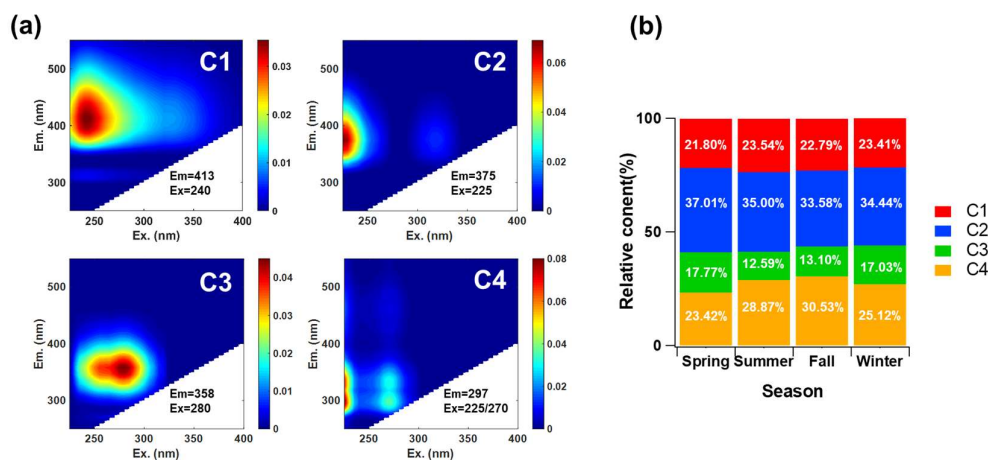 (a)
C1
Em. (nm)
500
400
300
250
300
350
400
Ex. (nm)
Em=413
Ex=240
0.03
0.02
0.01
0
C2
Em. (nm)
500
400
300
250
300
350
400
Ex. (nm)
Em=375
Ex=225
0.06
0.04
0.02
0
C3
Em. (nm)
500
400
300
250
300
350
400
Ex. (nm)
Em=358
Ex=280
0.04
0.03
0.02
0.01
0
C4
Em. (nm)
500
400
300
250
300
350
400
Ex. (nm)
Em=297
Ex=225/270
0.08
0.06
0.04
0.02
0
(b)
Relative conent(%)
100
50
0
21.80%
23.54%
22.79%
23.41%
37.01%
35.00%
33.58%
34.44%
17.77%
12.59%
13.10%
17.03%
23.42%
28.87%
30.53%
25.12%
Spring
Summer
Fall
Winter
Season
C1
C2
C3
C4